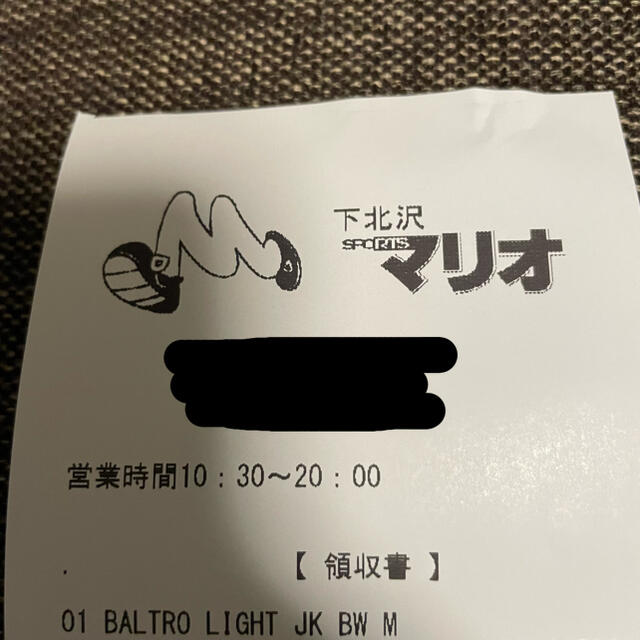 下北沢
SPORTS
マリオ
営業時間10:30～20:00
【 領収書 】
01 BALTRO LIGHT JK BW M